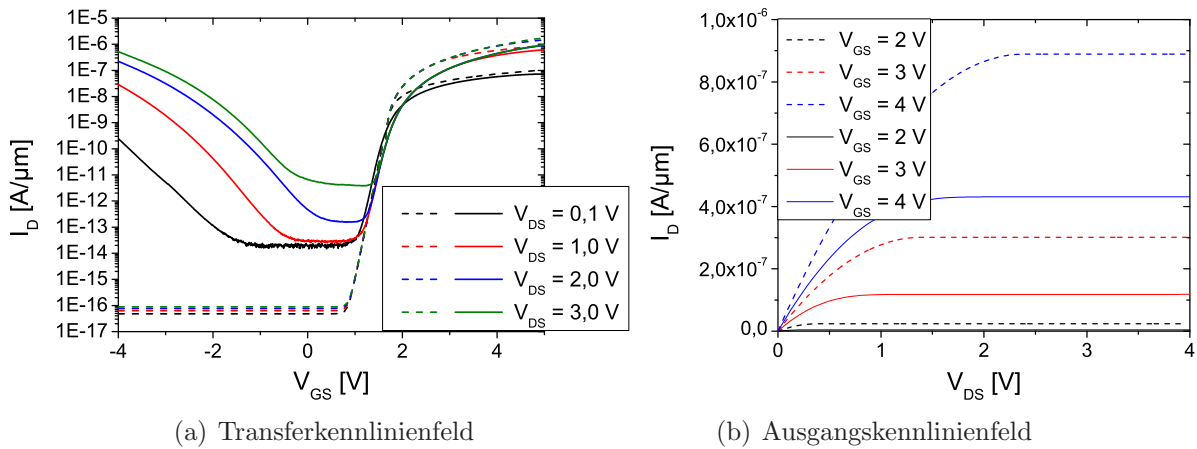 1E-5
1E-6
1E-7
1E-8
1E-9
1E-10
1E-11
1E-12
1E-13
1E-14
1E-15
1E-16
1E-17
I_D [A/µm]
-4
-2
0
2
4
V_GS [V]
V_DS = 0,1 V
V_DS = 1,0 V
V_DS = 2,0 V
V_DS = 3,0 V
(a) Transferkennlinienfeld
1,0x10^-6
8,0x10^-7
6,0x10^-7
4,0x10^-7
2,0x10^-7
0,0
I_D [A/µm]
V_GS = 2 V
V_GS = 3 V
V_GS = 4 V
V_GS = 2 V
V_GS = 3 V
V_GS = 4 V
0
1
2
3
4
V_DS [V]
(b) Ausgangskennlinienfeld